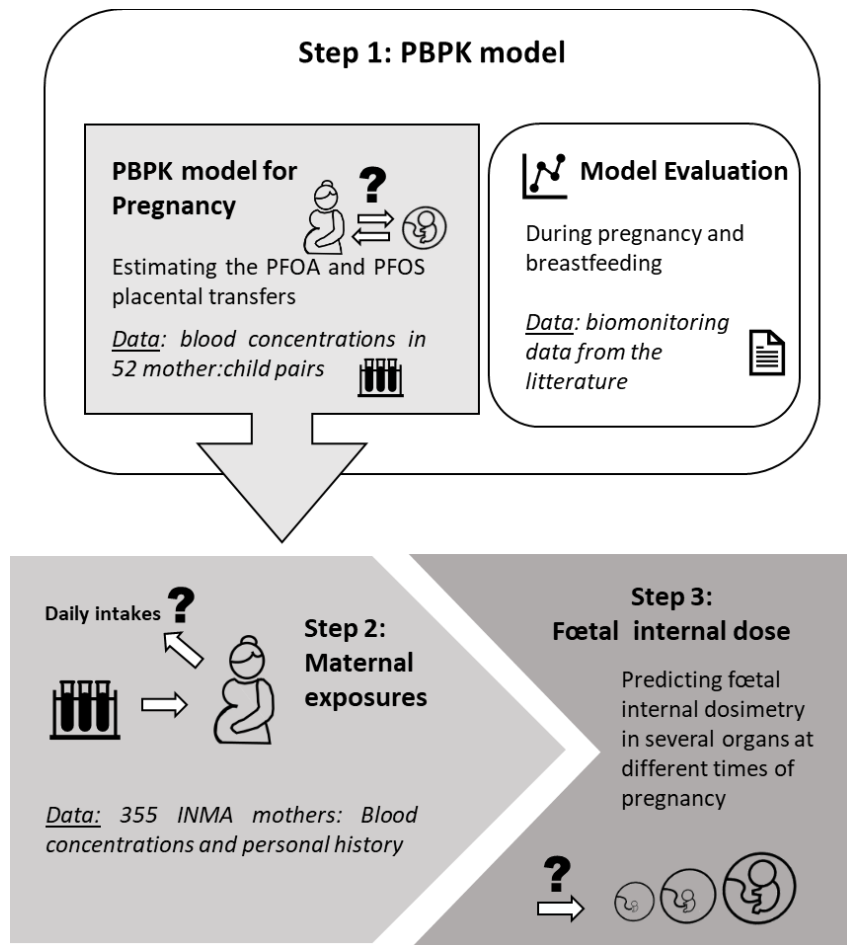 Step 1: PBPK model
PBPK model for
Pregnancy
?
Estimating the PFOA and PFOS
placental transfers
Data: blood concentrations in
52 mother:child pairs
Model Evaluation
During pregnancy and
breastfeeding
Data: biomonitoring
data from the
litterature
Daily intakes ?
Step 2:
Maternal
exposures
Data: 355 INMA mothers: Blood
concentrations and personal history
Step 3:
Fœtal internal dose
Predicting fœtal
internal dosimetry
in several organs at
different times of
pregnancy
?